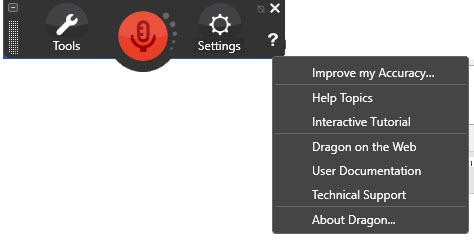 Tools
Settings
?
Improve my Accuracy...
Help Topics
Interactive Tutorial
Dragon on the Web
User Documentation
Technical Support
About Dragon...